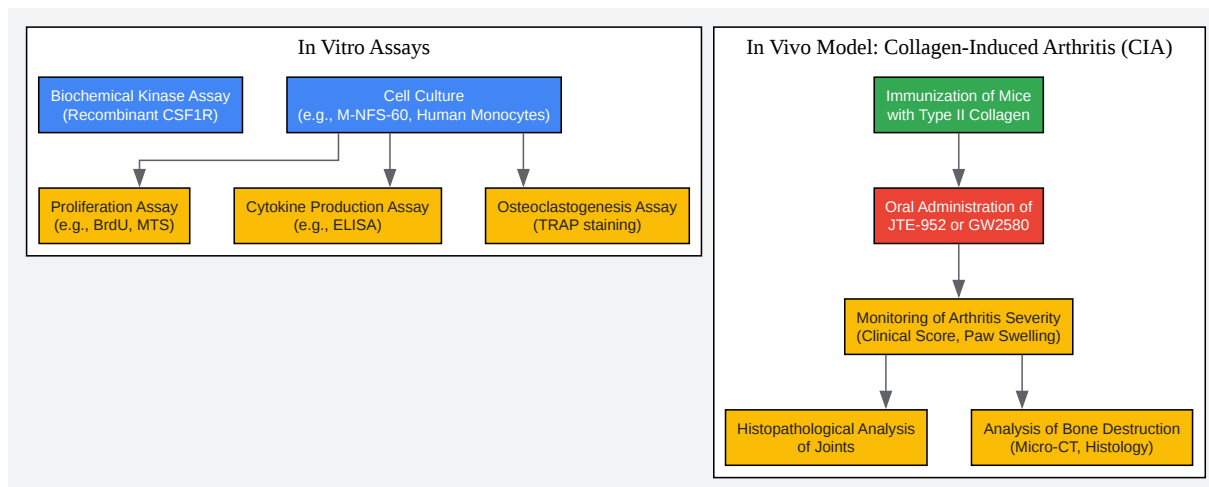 In Vitro Assays
Biochemical Kinase Assay
(Recombinant CSF1R)
Cell Culture
(e.g., M-NFS-60, Human Monocytes)
Proliferation Assay
(e.g., BrdU, MTS)
Cytokine Production Assay
(e.g., ELISA)
Osteoclastogenesis Assay
(TRAP staining)
In Vivo Model: Collagen-Induced Arthritis (CIA)
Immunization of Mice
with Type II Collagen
Oral Administration of
JTE-952 or GW2580
Monitoring of Arthritis Severity
(Clinical Score, Paw Swelling)
Histopathological Analysis
of Joints
Analysis of Bone Destruction
(Micro-CT, Histology)